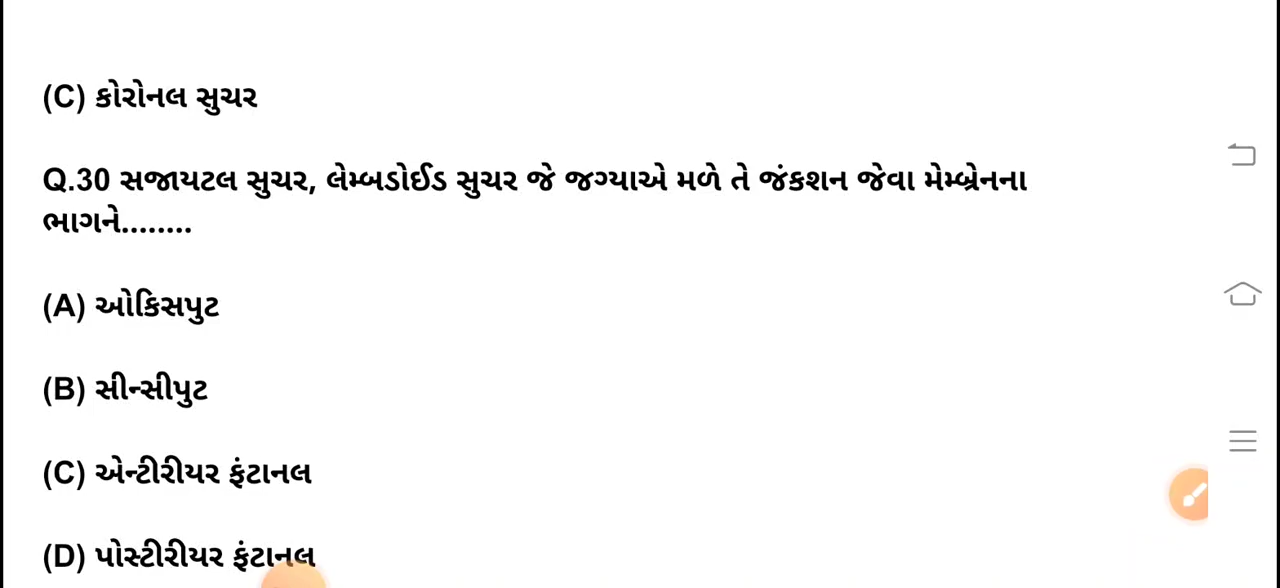 (C) કોરોનલ સુચર
Q.30 સજાયટલ સુચર, લેમ્બડોઈડ સુચર જે જગ્યાએ મળે તે જંકશન જેવા મેમ્બ્રેનના
ભાગને........
(A) ઓકિસપુટ
(B) સીન્સીપુટ
(C) એન્ટીરીયર ફંટાનલ
(D) પોસ્ટીરીયર ફંટાનલ